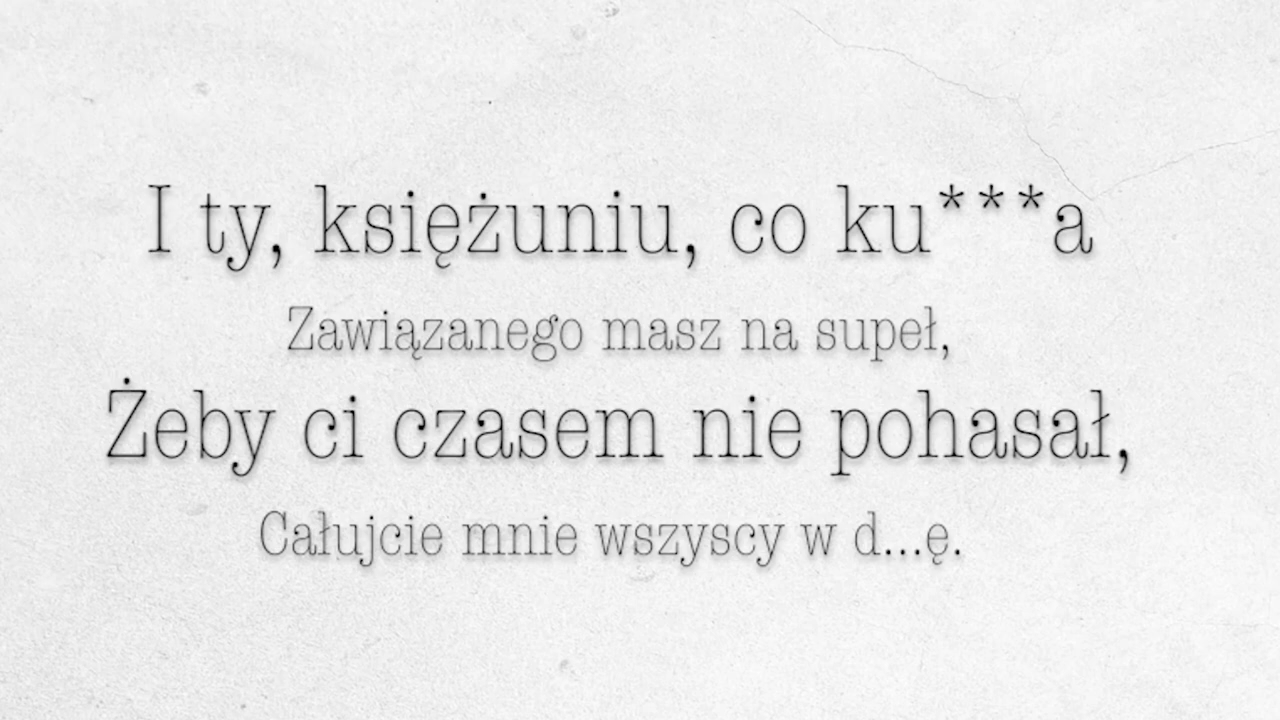 I ty, księżuniu, co ku***a
Zawiązanego masz na supeł,
Żeby ci czasem nie pohasał,
Całujcie mnie wszyscy w d...ę.